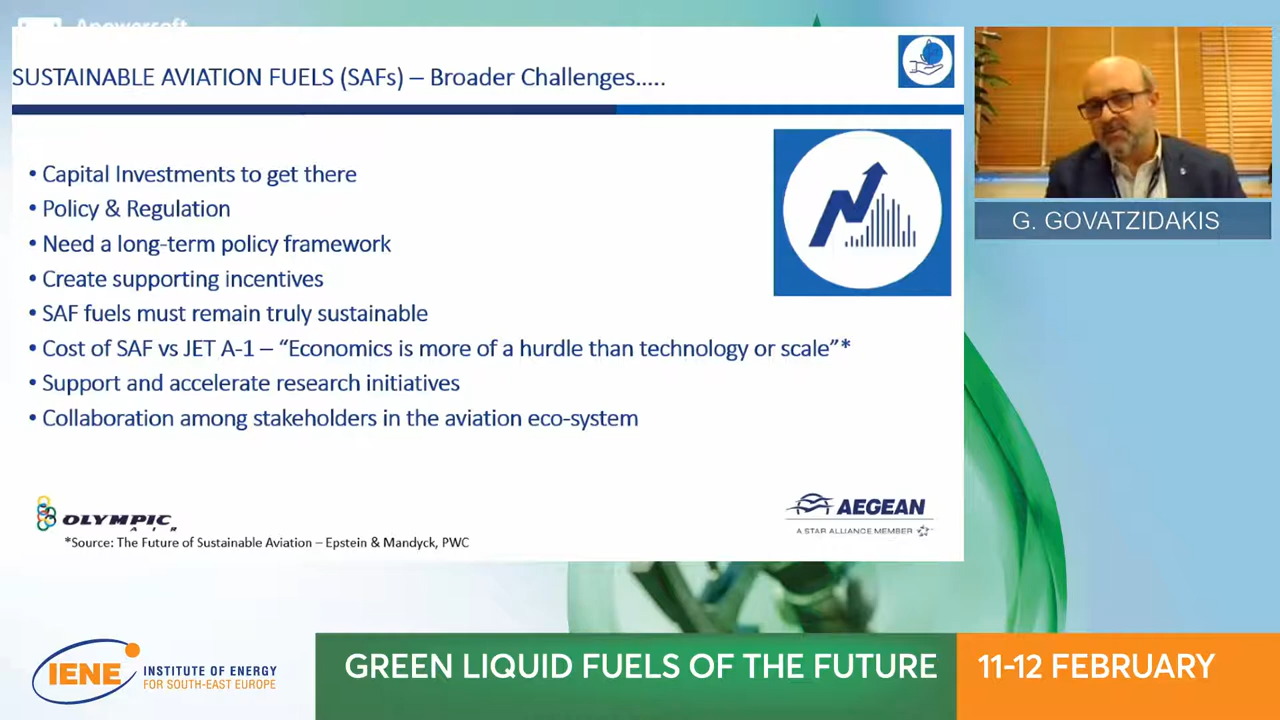 Apowersoft
SUSTAINABLE AVIATION FUELS (SAFs) – Broader Challenges.....
• Capital Investments to get there
• Policy & Regulation
• Need a long-term policy framework
• Create supporting incentives
• SAF fuels must remain truly sustainable
• Cost of SAF vs JET A-1 – “Economics is more of a hurdle than technology or scale”*
• Support and accelerate research initiatives
• Collaboration among stakeholders in the aviation eco-system
OLYMPIC
AIR
*Source: The Future of Sustainable Aviation – Epstein & Mandyck, PWC
AEGEAN
A STAR ALLIANCE MEMBER
G. GOVATZIDAKIS
IENE
INSTITUTE OF ENERGY
FOR SOUTH-EAST EUROPE
GREEN LIQUID FUELS OF THE FUTURE
11-12 FEBRUARY